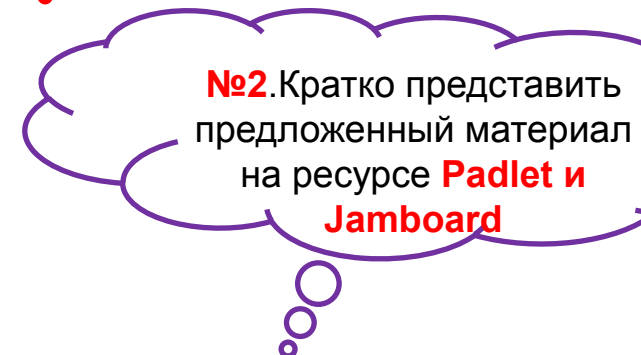 №2.Кратко представить
предложенный материал
на ресурсе Padlet и
Jamboard